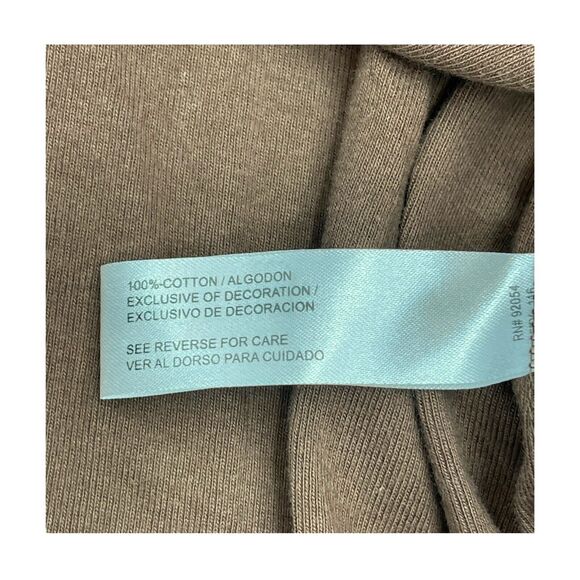 100%-COTTON / ALGODON
EXCLUSIVE OF DECORATION /
EXCLUSIVO DE DECORACION
SEE REVERSE FOR CARE
VER AL DORSO PARA CUIDADO
RN# 92054